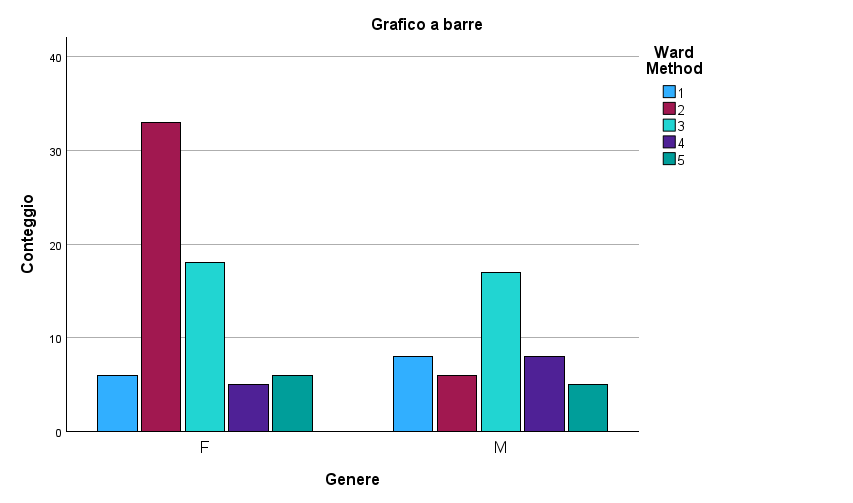 Grafico a barre
Ward
Method
1
2
3
4
5
Conteggio
40
30
20
10
0
F
M
Genere